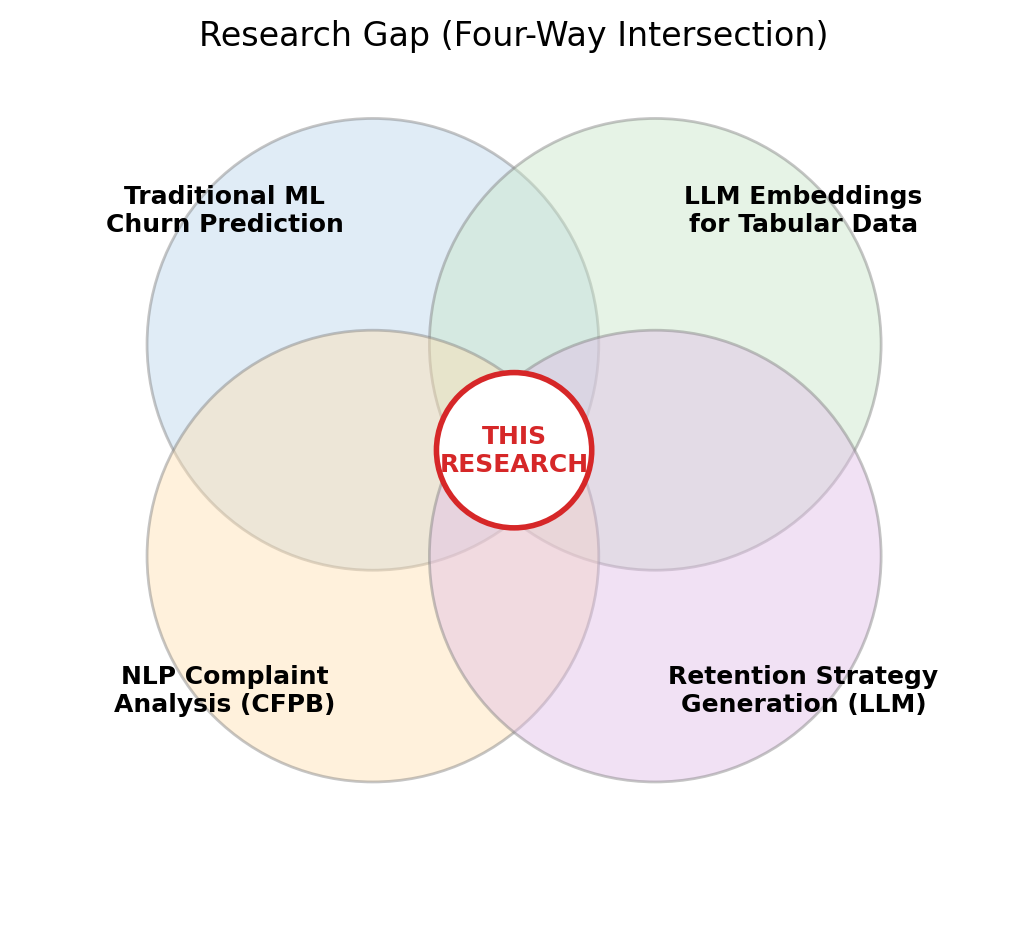 Research Gap (Four-Way Intersection)
Traditional ML
Churn Prediction
LLM Embeddings
for Tabular Data
THIS
RESEARCH
NLP Complaint
Analysis (CFPB)
Retention Strategy
Generation (LLM)